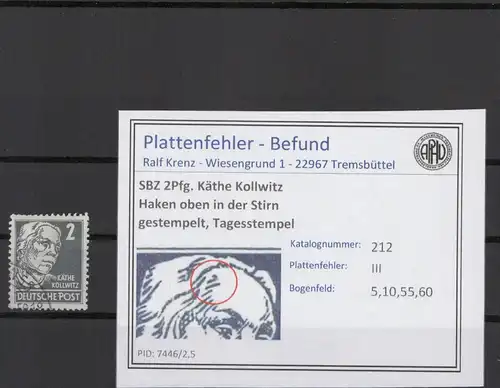 Plattenfehler - Befund
Ralf Krenz - Wiesengrund 1 - 22967 Tremsbüttel
SBZ 2Pfg. Käthe Kollwitz
Haken oben in der Stirn
gestempelt, Tagesstempel
Katalognummer: 212
Plattenfehler: III
Bogenfeld: 5,10,55,60
PID: 7446/2,5
2
KÄTHE
KOLLWITZ
DEUTSCHE POST